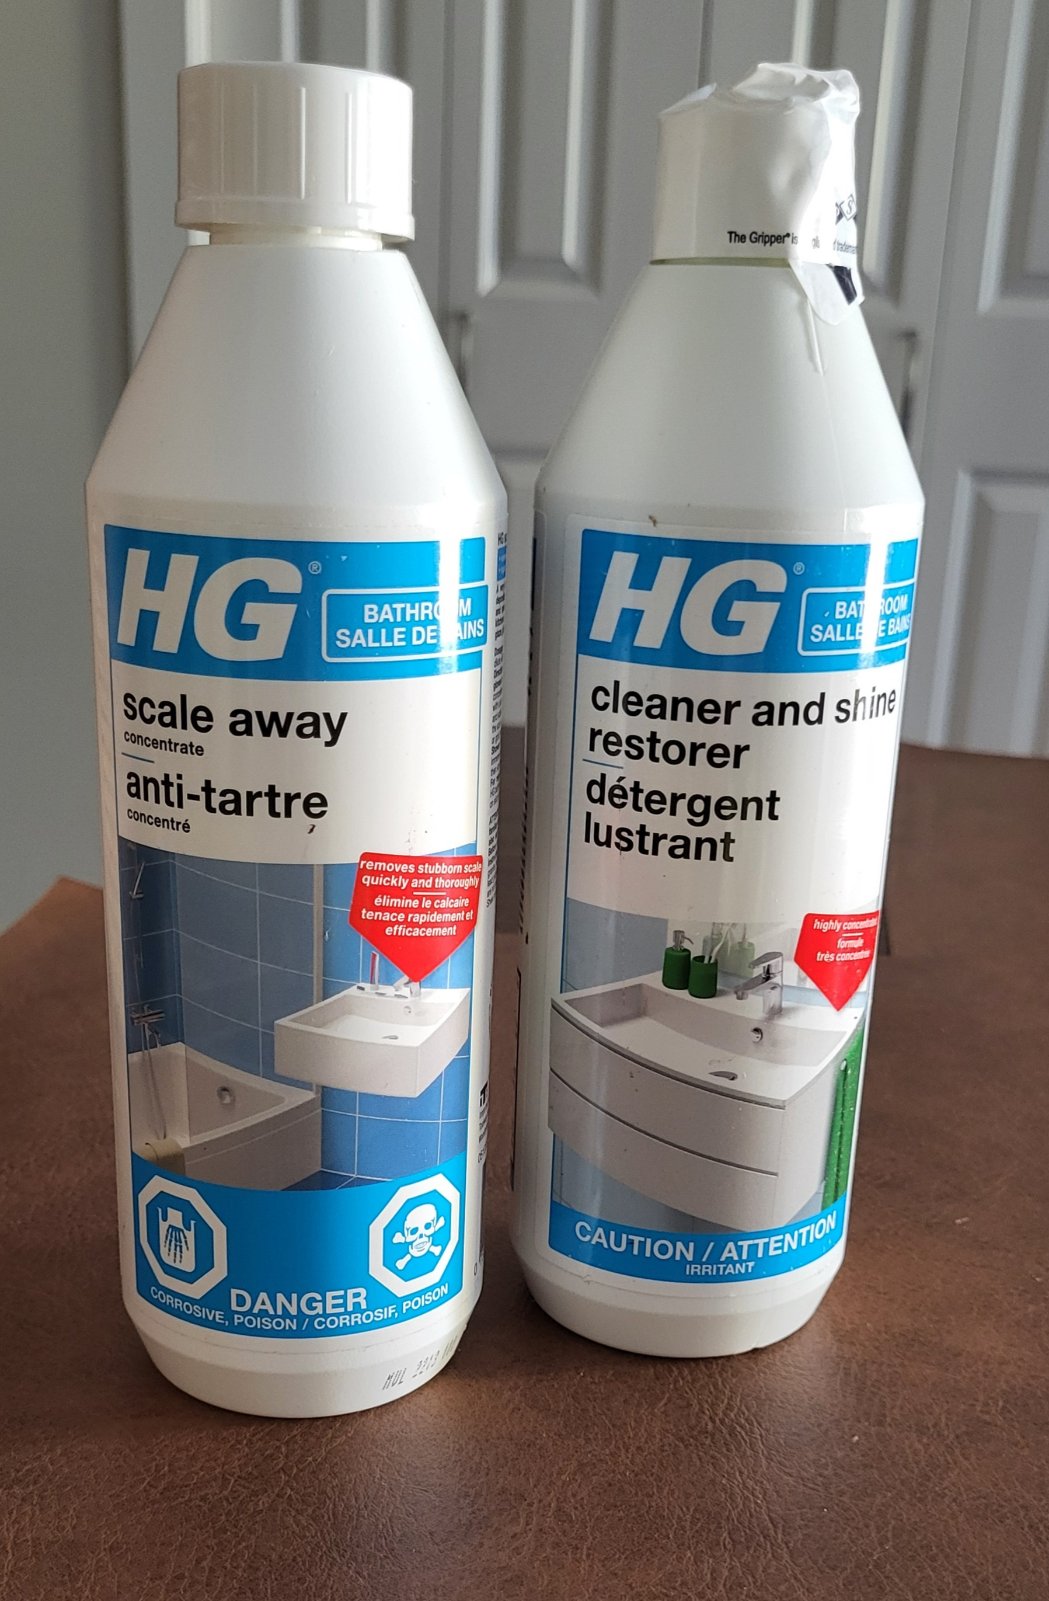 HG®
BATHROOM
SALLE DE BAINS
scale away
concentrate
anti-tartre
concentré
removes stubborn scale
quickly and thoroughly
élimine le calcaire
tenace rapidement et
efficacement
DANGER
CORROSIVE, POISON / CORROSIF, POISON
The Gripper® is
HG®
BATHROOM
SALLE DE BAINS
cleaner and shine
restorer
détergent
lustrant
highly concentrated
formule
très concentrée
CAUTION / ATTENTION
IRRITANT